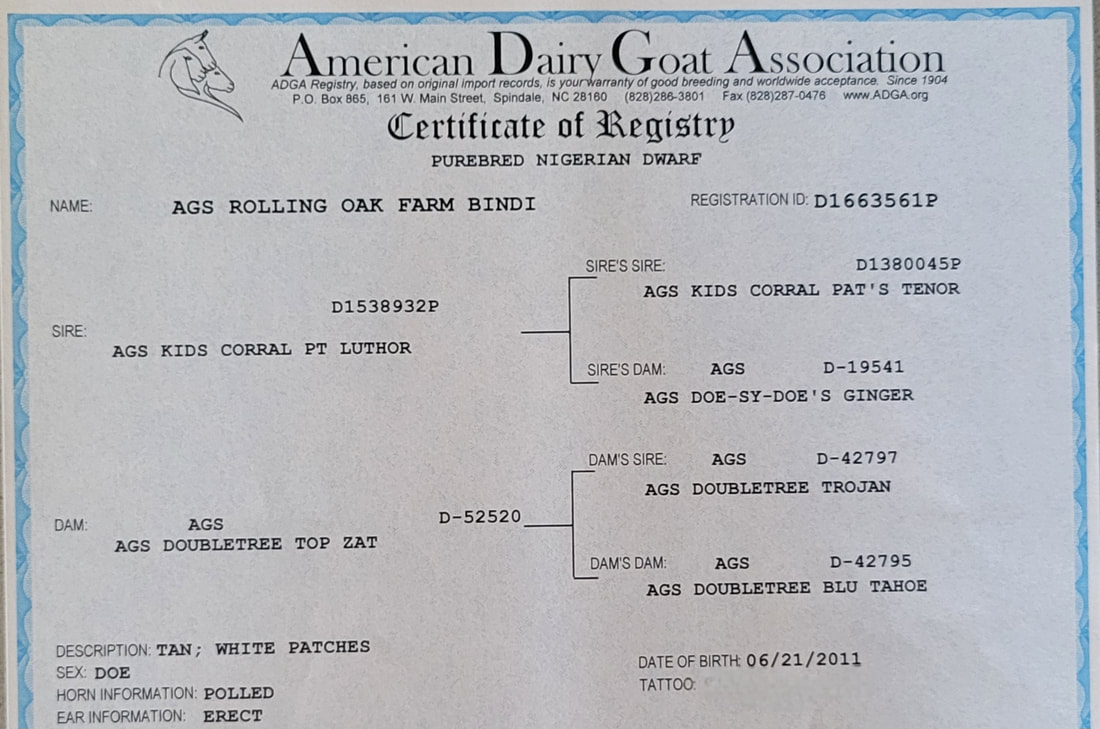 American Dairy Goat Association
ADGA Registry, based on original import records, is your warranty of good breeding and worldwide acceptance. Since 1904
P.O. Box 865, 161 W. Main Street, Spindale, NC 28160 (828)286-3801 Fax (828)287-0476 www.ADGA.org
Certificate of Registry
PUREBRED NIGERIAN DWARF
NAME: AGS ROLLING OAK FARM BINDI REGISTRATION ID: D1663561P
SIRE'S SIRE: D1380045P
AGS KIDS CORRAL PAT'S TENOR
D1538932P
SIRE:
AGS KIDS CORRAL PT LUTHOR
SIRE'S DAM: AGS D-19541
AGS DOE-SY-DOE'S GINGER
DAM'S SIRE: AGS D-42797
AGS DOUBLETREE TROJAN
DAM: AGS D-52520
AGS DOUBLETREE TOP ZAT
DAM'S DAM: AGS D-42795
AGS DOUBLETREE BLU TAHOE
DESCRIPTION: TAN; WHITE PATCHES
SEX: DOE
HORN INFORMATION: POLLED
EAR INFORMATION: ERECT
DATE OF BIRTH: 06/21/2011
TATTOO: